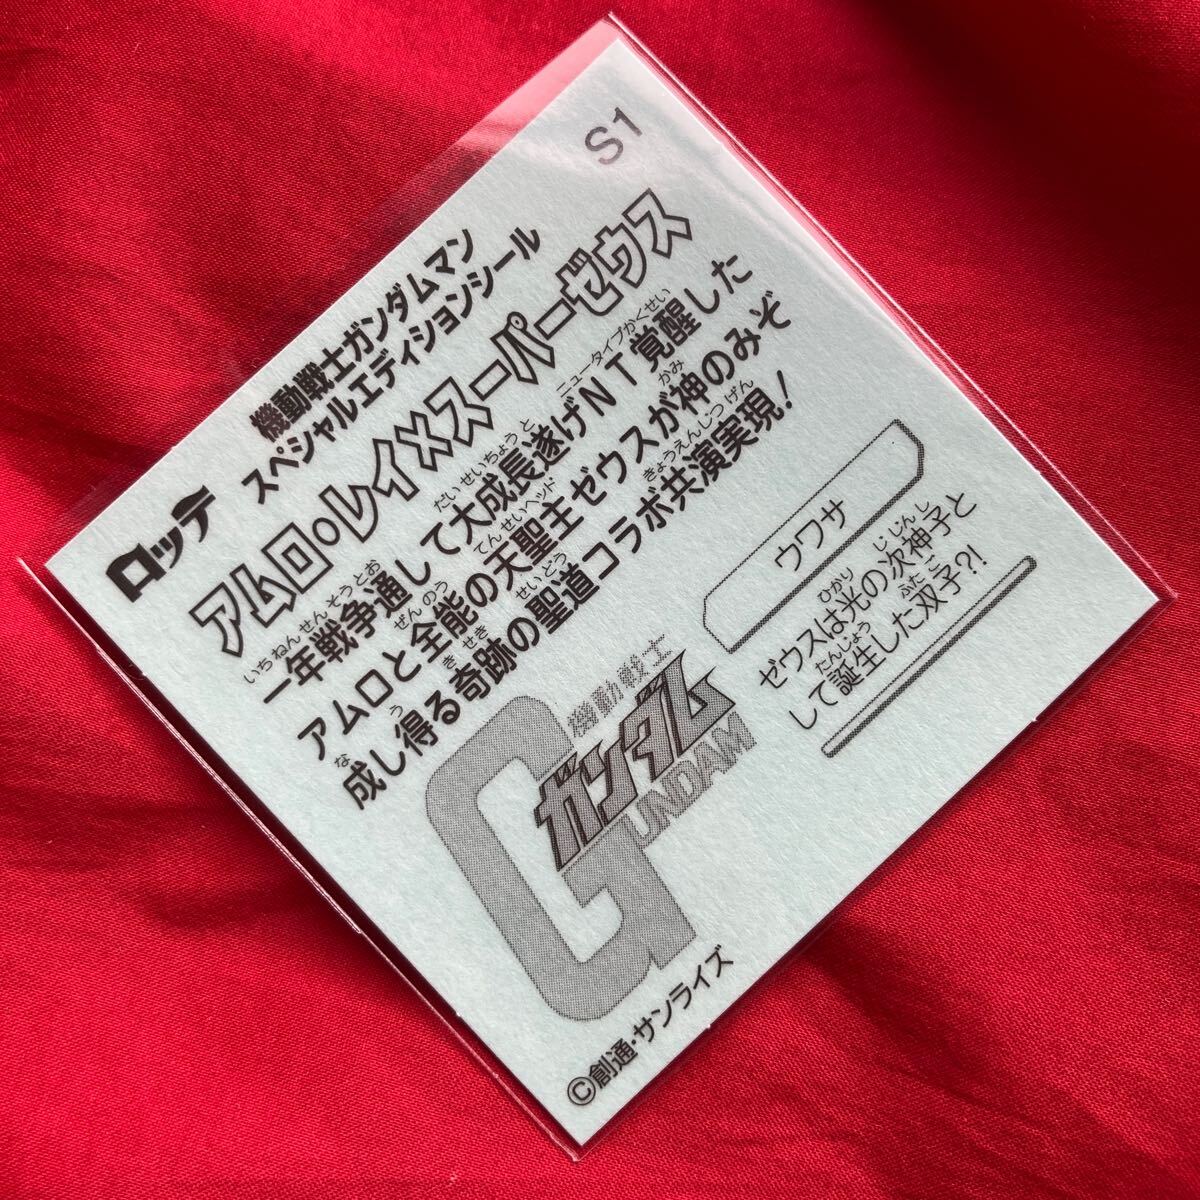 S1
ロッテ
機動戦士ガンダムマン
スペシャルエディションシール
アムロ・レイ×スーパーゼウス
いちねんせんそうとお だいせいちょうと ニュータイプかくせい
一年戦争通して大成長遂げNT覚醒した
ぜんのう てんせいヘッド かみ
アムロと全能の天聖主ゼウスが神のみぞ
な う きせき せいどう きょうえんじつげん
成し得る奇跡の聖道コラボ共演実現!
ウワサ
ひかり じじんし
ゼウスは光の次神子と
たんじょう ふたご
して誕生した双子?!
機動戦士
ガンダム
GUNDAM
©創通・サンライズ